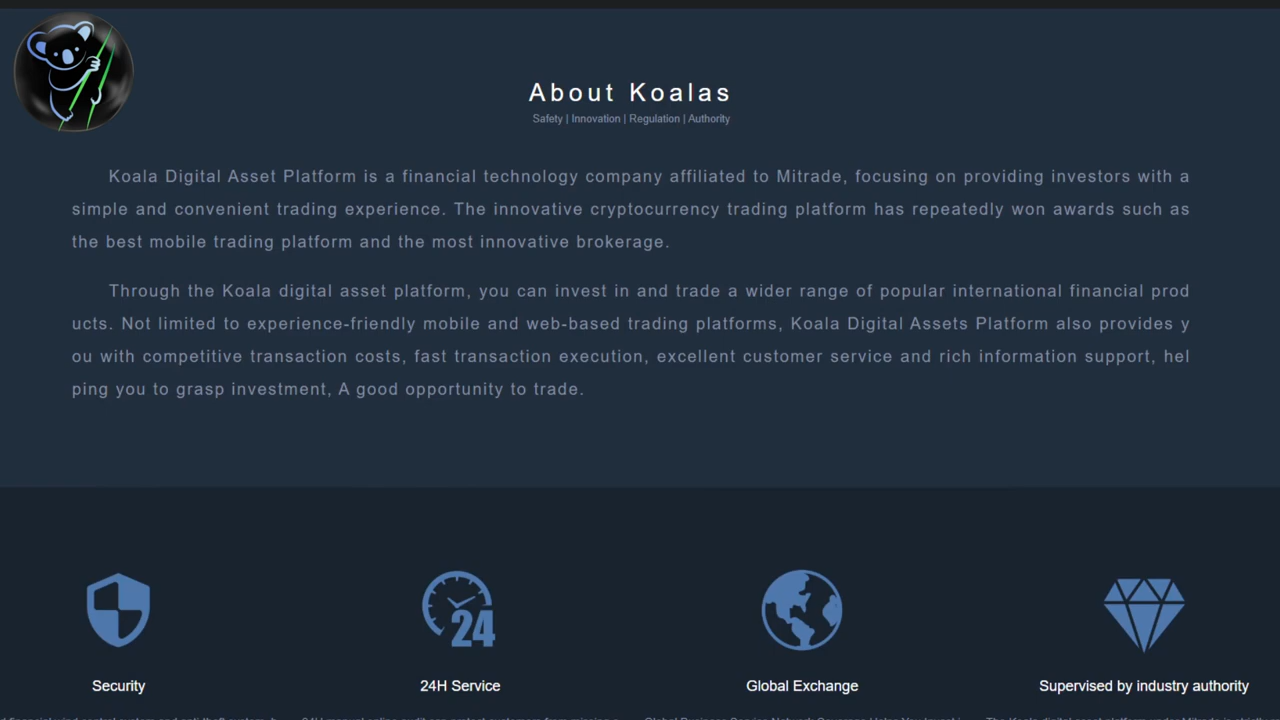 About Koalas
Safety | Innovation | Regulation | Authority
Koala Digital Asset Platform is a financial technology company affiliated to Mitrade, focusing on providing investors with a
simple and convenient trading experience. The innovative cryptocurrency trading platform has repeatedly won awards such as
the best mobile trading platform and the most innovative brokerage.
Through the Koala digital asset platform, you can invest in and trade a wider range of popular international financial prod
ucts. Not limited to experience-friendly mobile and web-based trading platforms, Koala Digital Assets Platform also provides y
ou with competitive transaction costs, fast transaction execution, excellent customer service and rich information support, hel
ping you to grasp investment, A good opportunity to trade.
24
Security
24H Service
Global Exchange
Supervised by industry authority